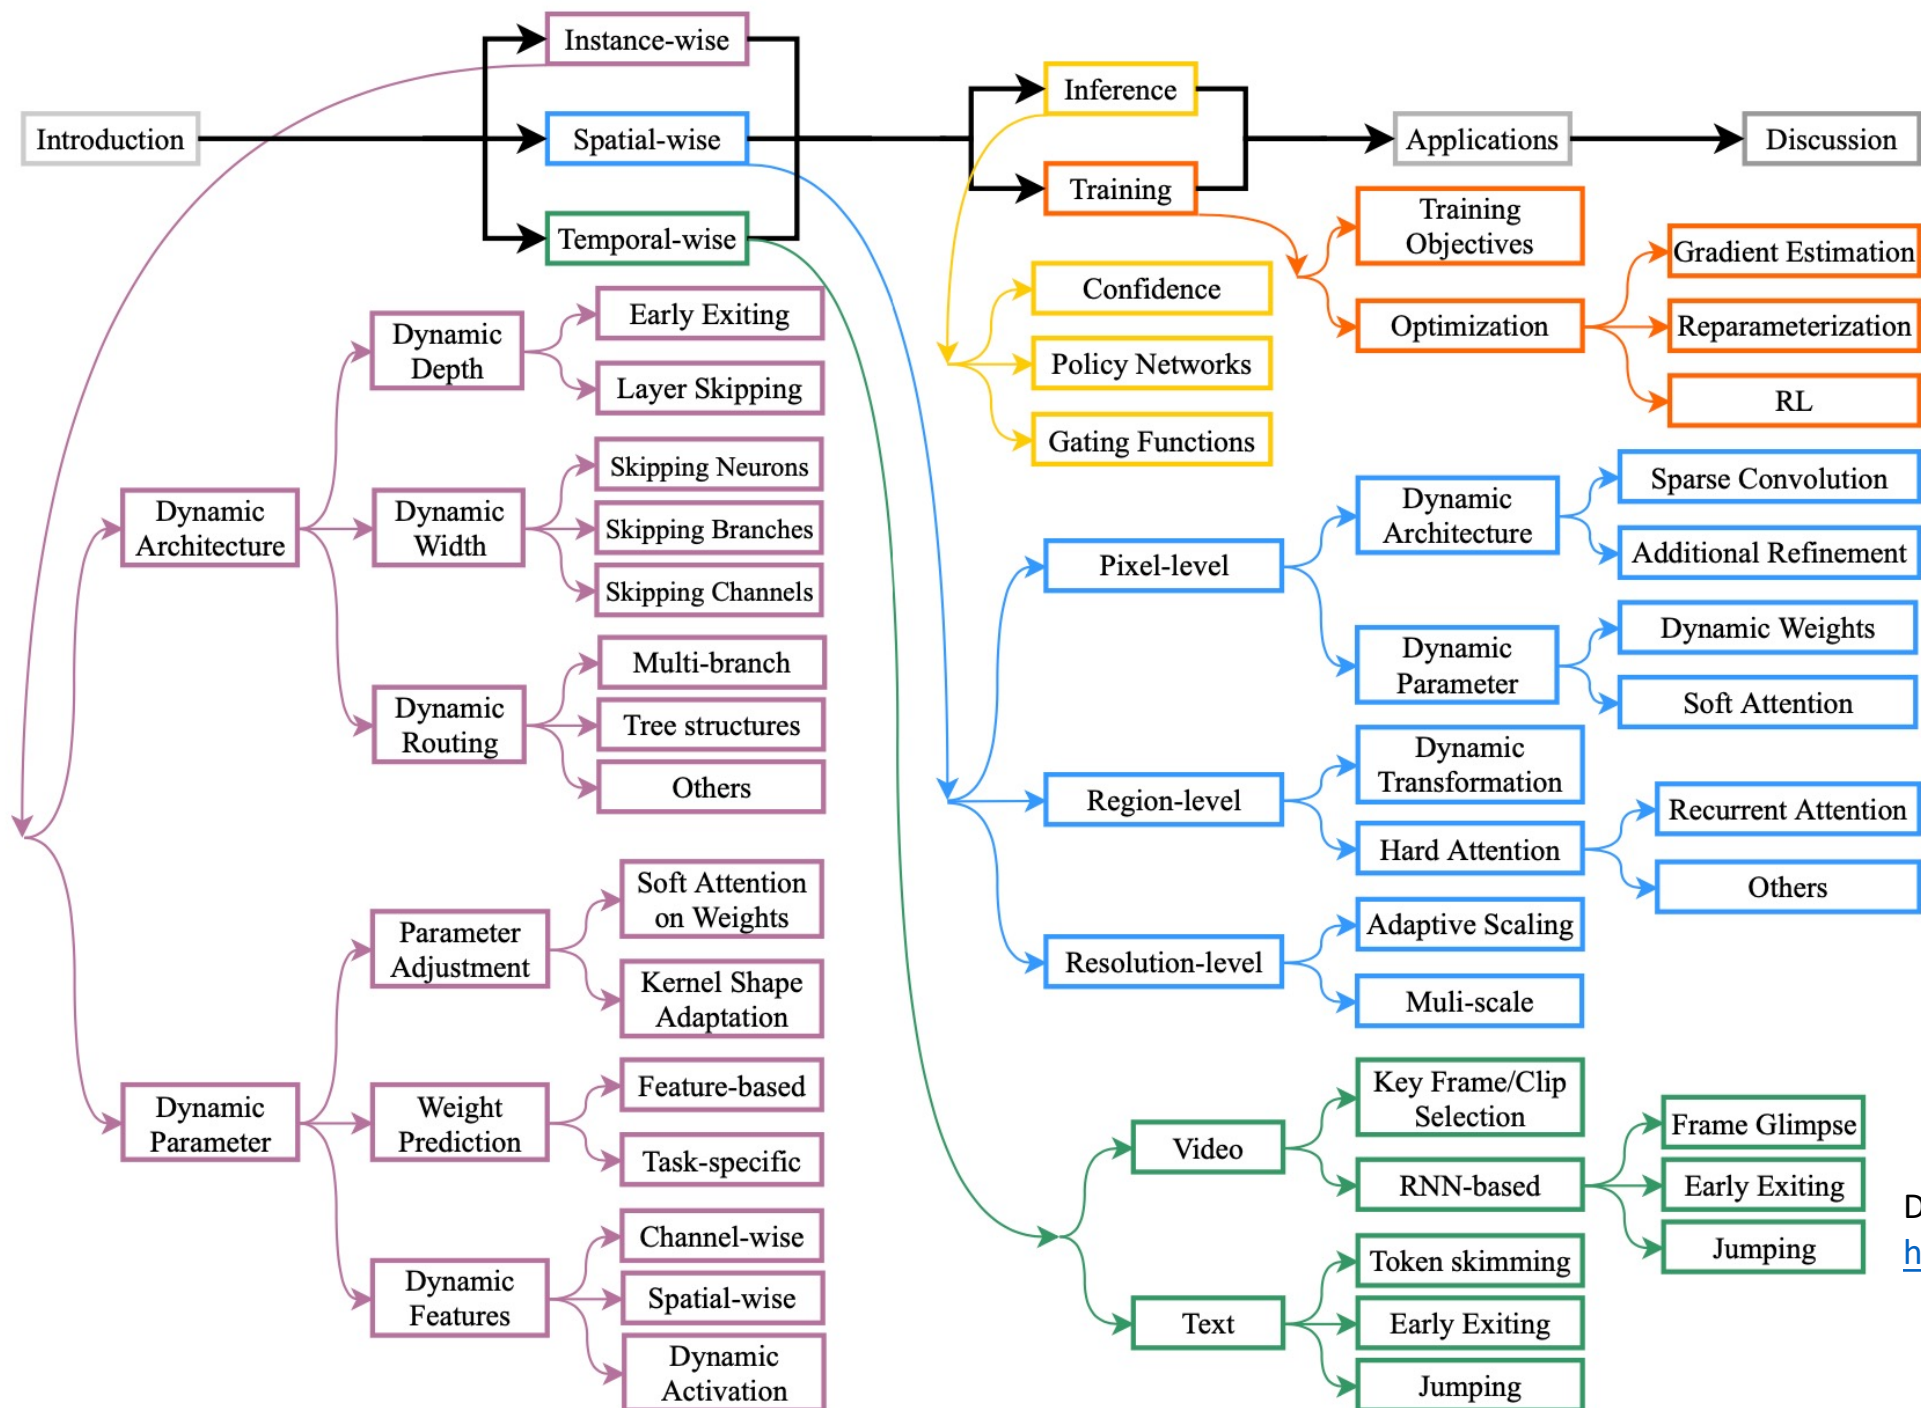 Introduction
Instance-wise
Spatial-wise
Temporal-wise
Inference
Training
Applications
Discussion
Dynamic
Architecture
Dynamic
Depth
Early Exiting
Layer Skipping
Dynamic
Width
Skipping Neurons
Skipping Branches
Skipping Channels
Dynamic
Routing
Multi-branch
Tree structures
Others
Dynamic
Parameter
Parameter
Adjustment
Soft Attention
on Weights
Kernel Shape
Adaptation
Weight
Prediction
Feature-based
Task-specific
Dynamic
Features
Channel-wise
Spatial-wise
Dynamic
Activation
Confidence
Policy Networks
Gating Functions
Training
Objectives
Optimization
Gradient Estimation
Reparameterization
RL
Pixel-level
Dynamic
Architecture
Sparse Convolution
Additional Refinement
Dynamic
Parameter
Dynamic Weights
Soft Attention
Region-level
Dynamic
Transformation
Hard Attention
Recurrent Attention
Others
Resolution-level
Adaptive Scaling
Muli-scale
Video
Key Frame/Clip
Selection
RNN-based
Frame Glimpse
Early Exiting
Jumping
Text
Token skimming
Early Exiting
Jumping
D
h